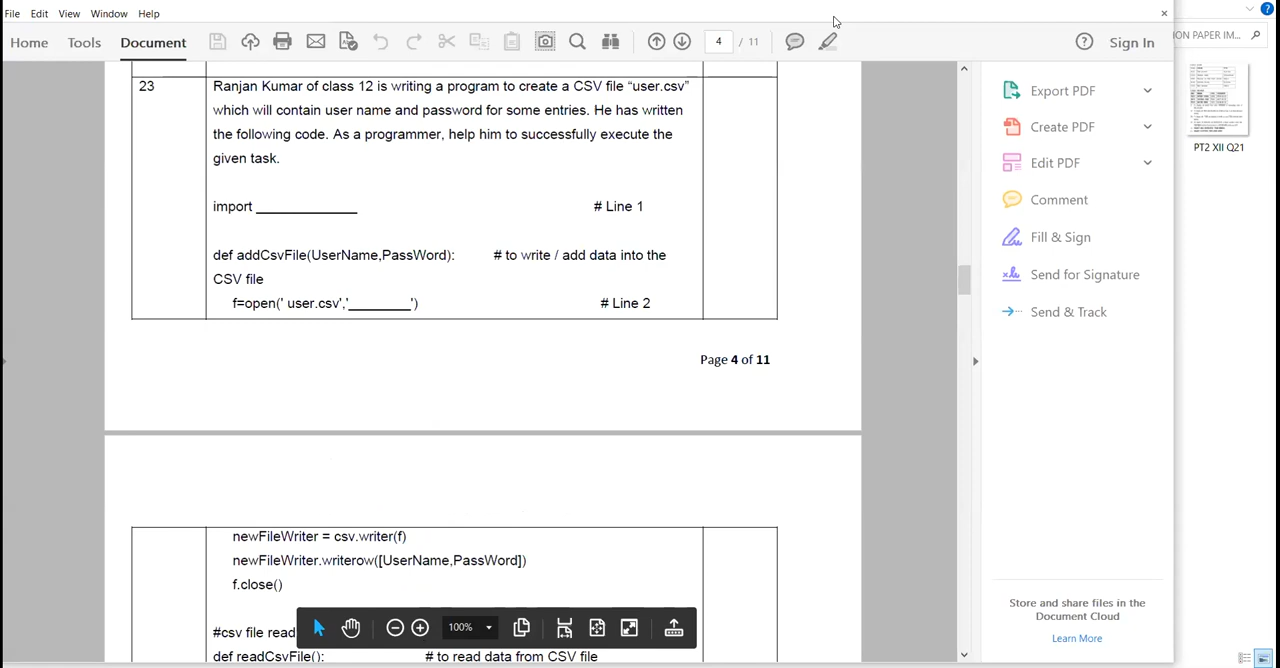 File Edit View Window Help
Home Tools Document
4 / 11
Sign In
ION PAPER IM...
23
Ranjan Kumar of class 12 is writing a program to create a CSV file “user.csv”
which will contain user name and password for some entries. He has written
the following code. As a programmer, help him to successfully execute the
given task.
import ____________ # Line 1
def addCsvFile(UserName,PassWord): # to write / add data into the
CSV file
f=open(' user.csv','________') # Line 2
Page 4 of 11
newFileWriter = csv.writer(f)
newFileWriter.writerow([UserName,PassWord])
f.close()
#csv file read
def readCsvFile(): # to read data from CSV file
100%
Export PDF
Create PDF
Edit PDF
Comment
Fill & Sign
Send for Signature
Send & Track
Store and share files in the
Document Cloud
Learn More
PT2 XII Q21